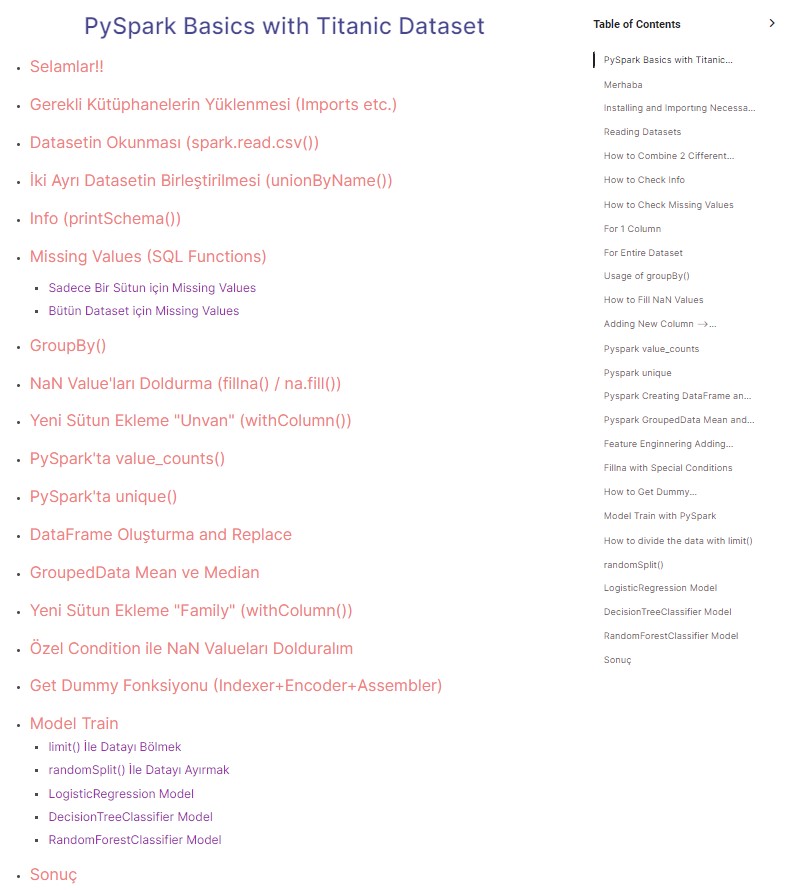 PySpark Basics with Titanic Dataset
Selamlar!!
Gerekli Kütüphanelerin Yüklenmesi (Imports etc.)
Datasetin Okunması (spark.read.csv())
İki Ayrı Datasetin Birleştirilmesi (unionByName())
Info (printSchema())
Missing Values (SQL Functions)
Sadece Bir Sütun için Missing Values
Bütün Dataset için Missing Values
GroupBy()
NaN Value'ları Doldurma (fillna() / na.fill())
Yeni Sütun Ekleme "Unvan" (withColumn())
PySpark'ta value_counts()
PySpark'ta unique()
DataFrame Oluşturma and Replace
GroupedData Mean ve Median
Yeni Sütun Ekleme "Family" (withColumn())
Özel Condition ile NaN Valueları Dolduralım
Get Dummy Fonksiyonu (Indexer+Encoder+Assembler)
Model Train
limit() İle Datayı Bölmek
randomSplit() İle Datayı Ayırmak
LogisticRegression Model
DecisionTreeClassifier Model
RandomForestClassifier Model
Sonuç
Table of Contents
PySpark Basics with Titanic...
Merhaba
Installing and Importıng Necessa...
Reading Datasets
How to Combine 2 Different...
How to Check Info
How to Check Missing Values
For 1 Column
For Entire Dataset
Usage of groupBy()
How to Fill NaN Values
Adding New Column -->...
Pyspark value_counts
Pyspark unique
Pyspark Creating DataFrame an...
Pyspark GroupedData Mean and...
Feature Enginnering Adding...
Fillna with Special Conditions
How to Get Dummy...
Model Train with PySpark
How to divide the data with limit()
randomSplit()
LogisticRegression Model
DecisionTreeClassifier Model
RandomForestClassifier Model
Sonuç